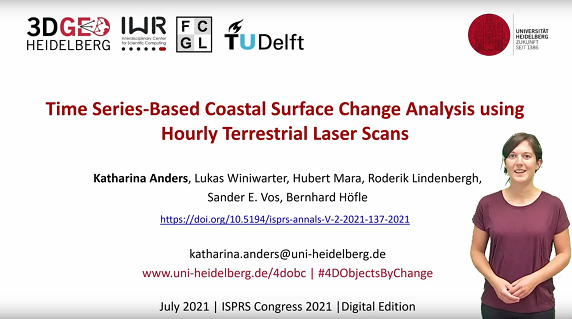 3DGEO
HEIDELBERG
IWR
Interdisciplinary Center
for Scientific Computing
FC
GL
TU Delft
UNIVERSITÄT
HEIDELBERG
ZUKUNFT
SEIT 1386
Time Series-Based Coastal Surface Change Analysis using
Hourly Terrestrial Laser Scans
Katharina Anders, Lukas Winiwarter, Hubert Mara, Roderik Lindenbergh,
Sander E. Vos, Bernhard Höfle
https://doi.org/10.5194/isprs-annals-V-2-2021-137-2021
katharina.anders@uni-heidelberg.de
www.uni-heidelberg.de/4dobc | #4DObjectsByChange
July 2021 | ISPRS Congress 2021 |Digital Edition